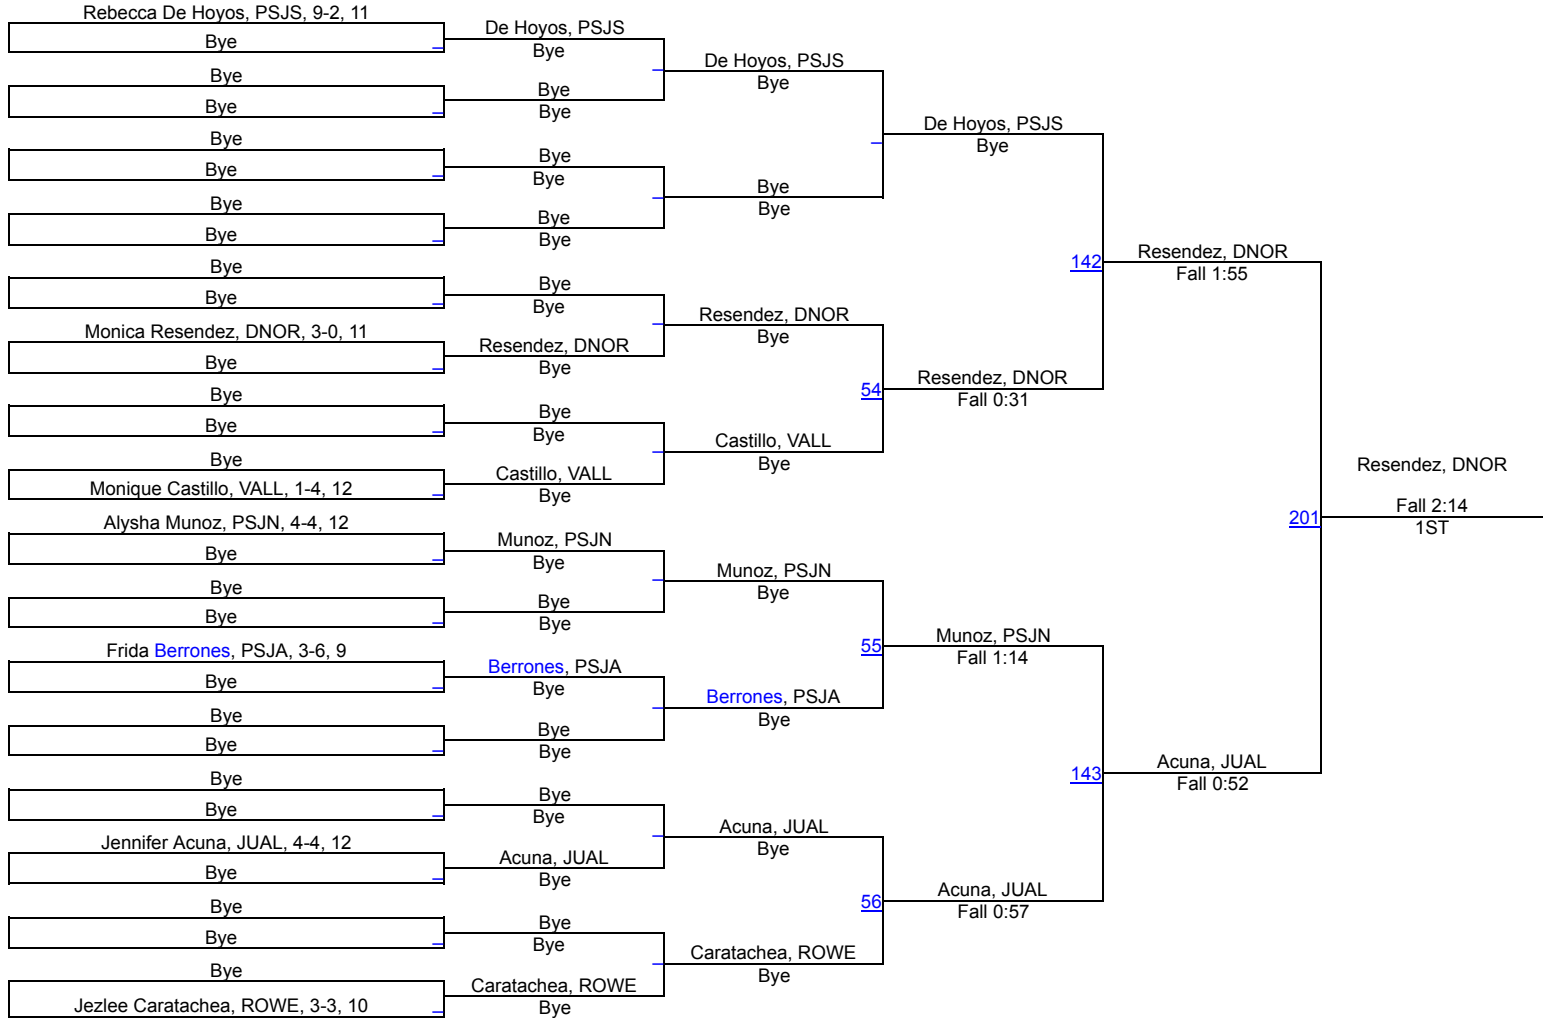 Rebecca De Hoyos, PSJS, 9-2, 11
Bye
Bye
Bye
Bye
Bye
Bye
Bye
Bye
Bye
Monica Resendez, DNOR, 3-0, 11
Bye
Bye
Bye
Bye
Monique Castillo, VALL, 1-4, 12
Alysha Munoz, PSJN, 4-4, 12
Bye
Bye
Bye
Frida Berrones, PSJA, 3-6, 9
Bye
Bye
Bye
Bye
Bye
Jennifer Acuna, JUAL, 4-4, 12
Bye
Bye
Bye
Bye
Jezlee Caratachea, ROWE, 3-3, 10
De Hoyos, PSJS
Bye
Bye
Bye
Bye
Bye
Bye
Bye
Bye
Bye
Resendez, DNOR
Bye
Bye
Bye
Castillo, VALL
Bye
Munoz, PSJN
Bye
Bye
Bye
Berrones, PSJA
Bye
Bye
Bye
Bye
Bye
Acuna, JUAL
Bye
Bye
Bye
Caratachea, ROWE
Bye
De Hoyos, PSJS
Bye
Bye
Bye
Resendez, DNOR
Bye
54
Castillo, VALL
Bye
Munoz, PSJN
Bye
55
Berrones, PSJA
Bye
Acuna, JUAL
Bye
56
Caratachea, ROWE
Bye
De Hoyos, PSJS
Bye
142
Resendez, DNOR
Fall 0:31
Munoz, PSJN
Fall 1:14
143
Acuna, JUAL
Fall 0:57
Resendez, DNOR
Fall 1:55
201
Acuna, JUAL
Fall 0:52
Resendez, DNOR
Fall 2:14
1ST